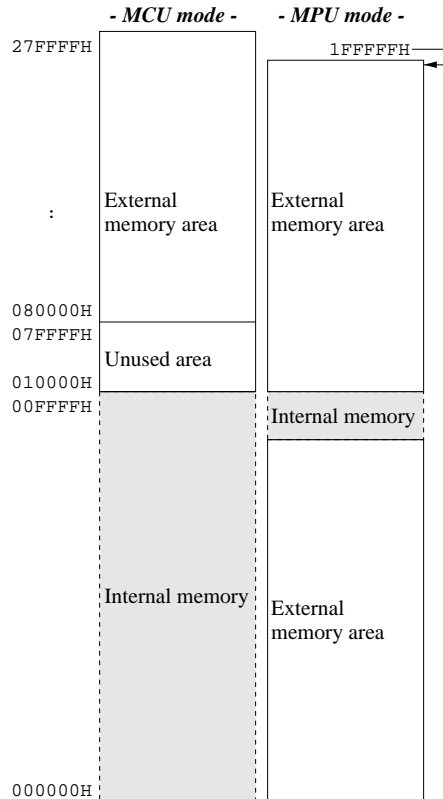 - MCU mode -
- MPU mode -
27FFFFH
1FFFFFH
External
memory area
External
memory area
:
080000H
07FFFFH
Unused area
010000H
00FFFFH
Internal memory
Internal memory
External
memory area
000000H